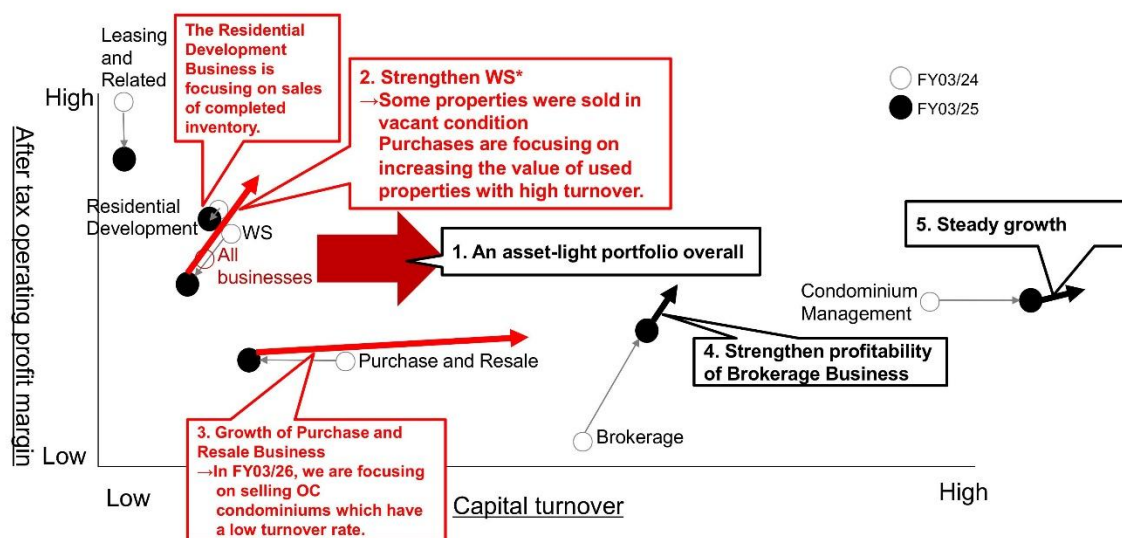 Leasing
and
Related
The Residential
Development
Business is
focusing on sales
of completed
inventory.
2. Strengthen WS*
→Some properties were sold in
vacant condition
Purchases are focusing on
increasing the value of used
properties with high turnover.
FY03/24
FY03/25
High
After tax operating profit margin
Low
Residential
Development
WS
All
businesses
1. An asset-light portfolio overall
5. Steady growth
Condominium
Management
Purchase and Resale
4. Strengthen profitability
of Brokerage Business
3. Growth of Purchase and
Resale Business
→In FY03/26, we are focusing
on selling OC
condominiums which have
a low turnover rate.
Brokerage
Low
Capital turnover
High